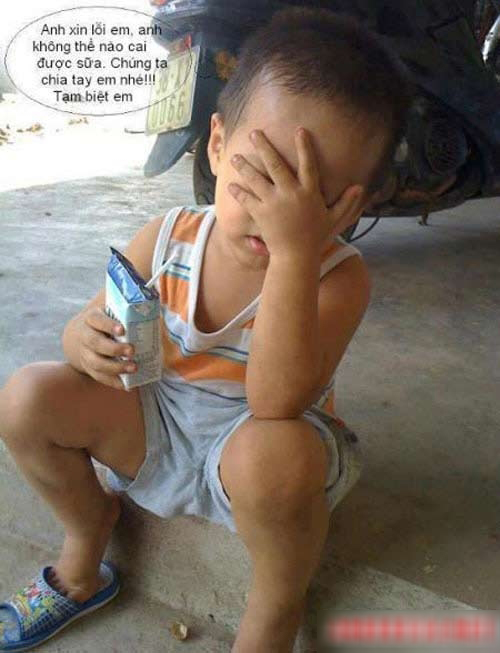 Anh xin lỗi em, anh
không thể nào cai
được sữa. Chúng ta
chia tay em nhé!!!
Tạm biệt em